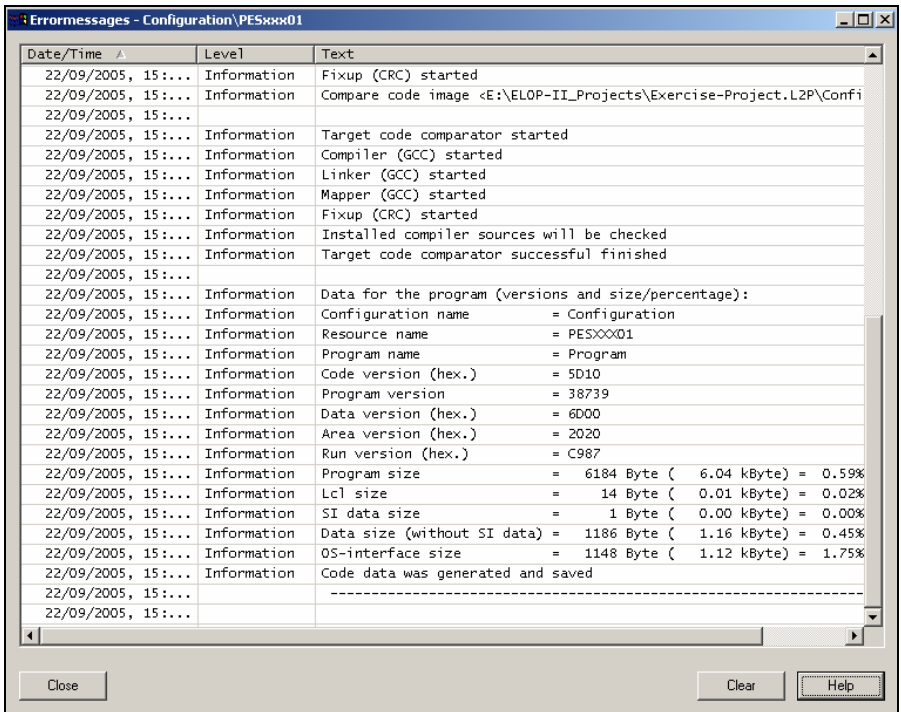 Errormessages - Configuration\PESxxx01
Date/Time Level Text
22/09/2005, 15:... Information Fixup (CRC) started
22/09/2005, 15:... Information Compare code image <E:\ELOP-II_Projects\Exercise-Project.L2P\Confi
22/09/2005, 15:...
22/09/2005, 15:... Information Target code comparator started
22/09/2005, 15:... Information Compiler (GCC) started
22/09/2005, 15:... Information Linker (GCC) started
22/09/2005, 15:... Information Mapper (GCC) started
22/09/2005, 15:... Information Fixup (CRC) started
22/09/2005, 15:... Information Installed compiler sources will be checked
22/09/2005, 15:... Information Target code comparator successful finished
22/09/2005, 15:...
22/09/2005, 15:... Information Data for the program (versions and size/percentage):
22/09/2005, 15:... Information Configuration name = Configuration
22/09/2005, 15:... Information Resource name = PESXXX01
22/09/2005, 15:... Information Program name = Program
22/09/2005, 15:... Information Code version (hex.) = 5D10
22/09/2005, 15:... Information Program version = 38739
22/09/2005, 15:... Information Data version (hex.) = 6D00
22/09/2005, 15:... Information Area version (hex.) = 2020
22/09/2005, 15:... Information Run version (hex.) = C987
22/09/2005, 15:... Information Program size = 6184 Byte ( 6.04 kByte) = 0.59%
22/09/2005, 15:... Information Lcl size = 14 Byte ( 0.01 kByte) = 0.02%
22/09/2005, 15:... Information SI data size = 1 Byte ( 0.00 kByte) = 0.00%
22/09/2005, 15:... Information Data size (without SI data) = 1186 Byte ( 1.16 kByte) = 0.45%
22/09/2005, 15:... Information OS-interface size = 1148 Byte ( 1.12 kByte) = 1.75%
22/09/2005, 15:... Information Code data was generated and saved
22/09/2005, 15:... ----------------------------------------------------------------
22/09/2005, 15:...
Close Clear Help